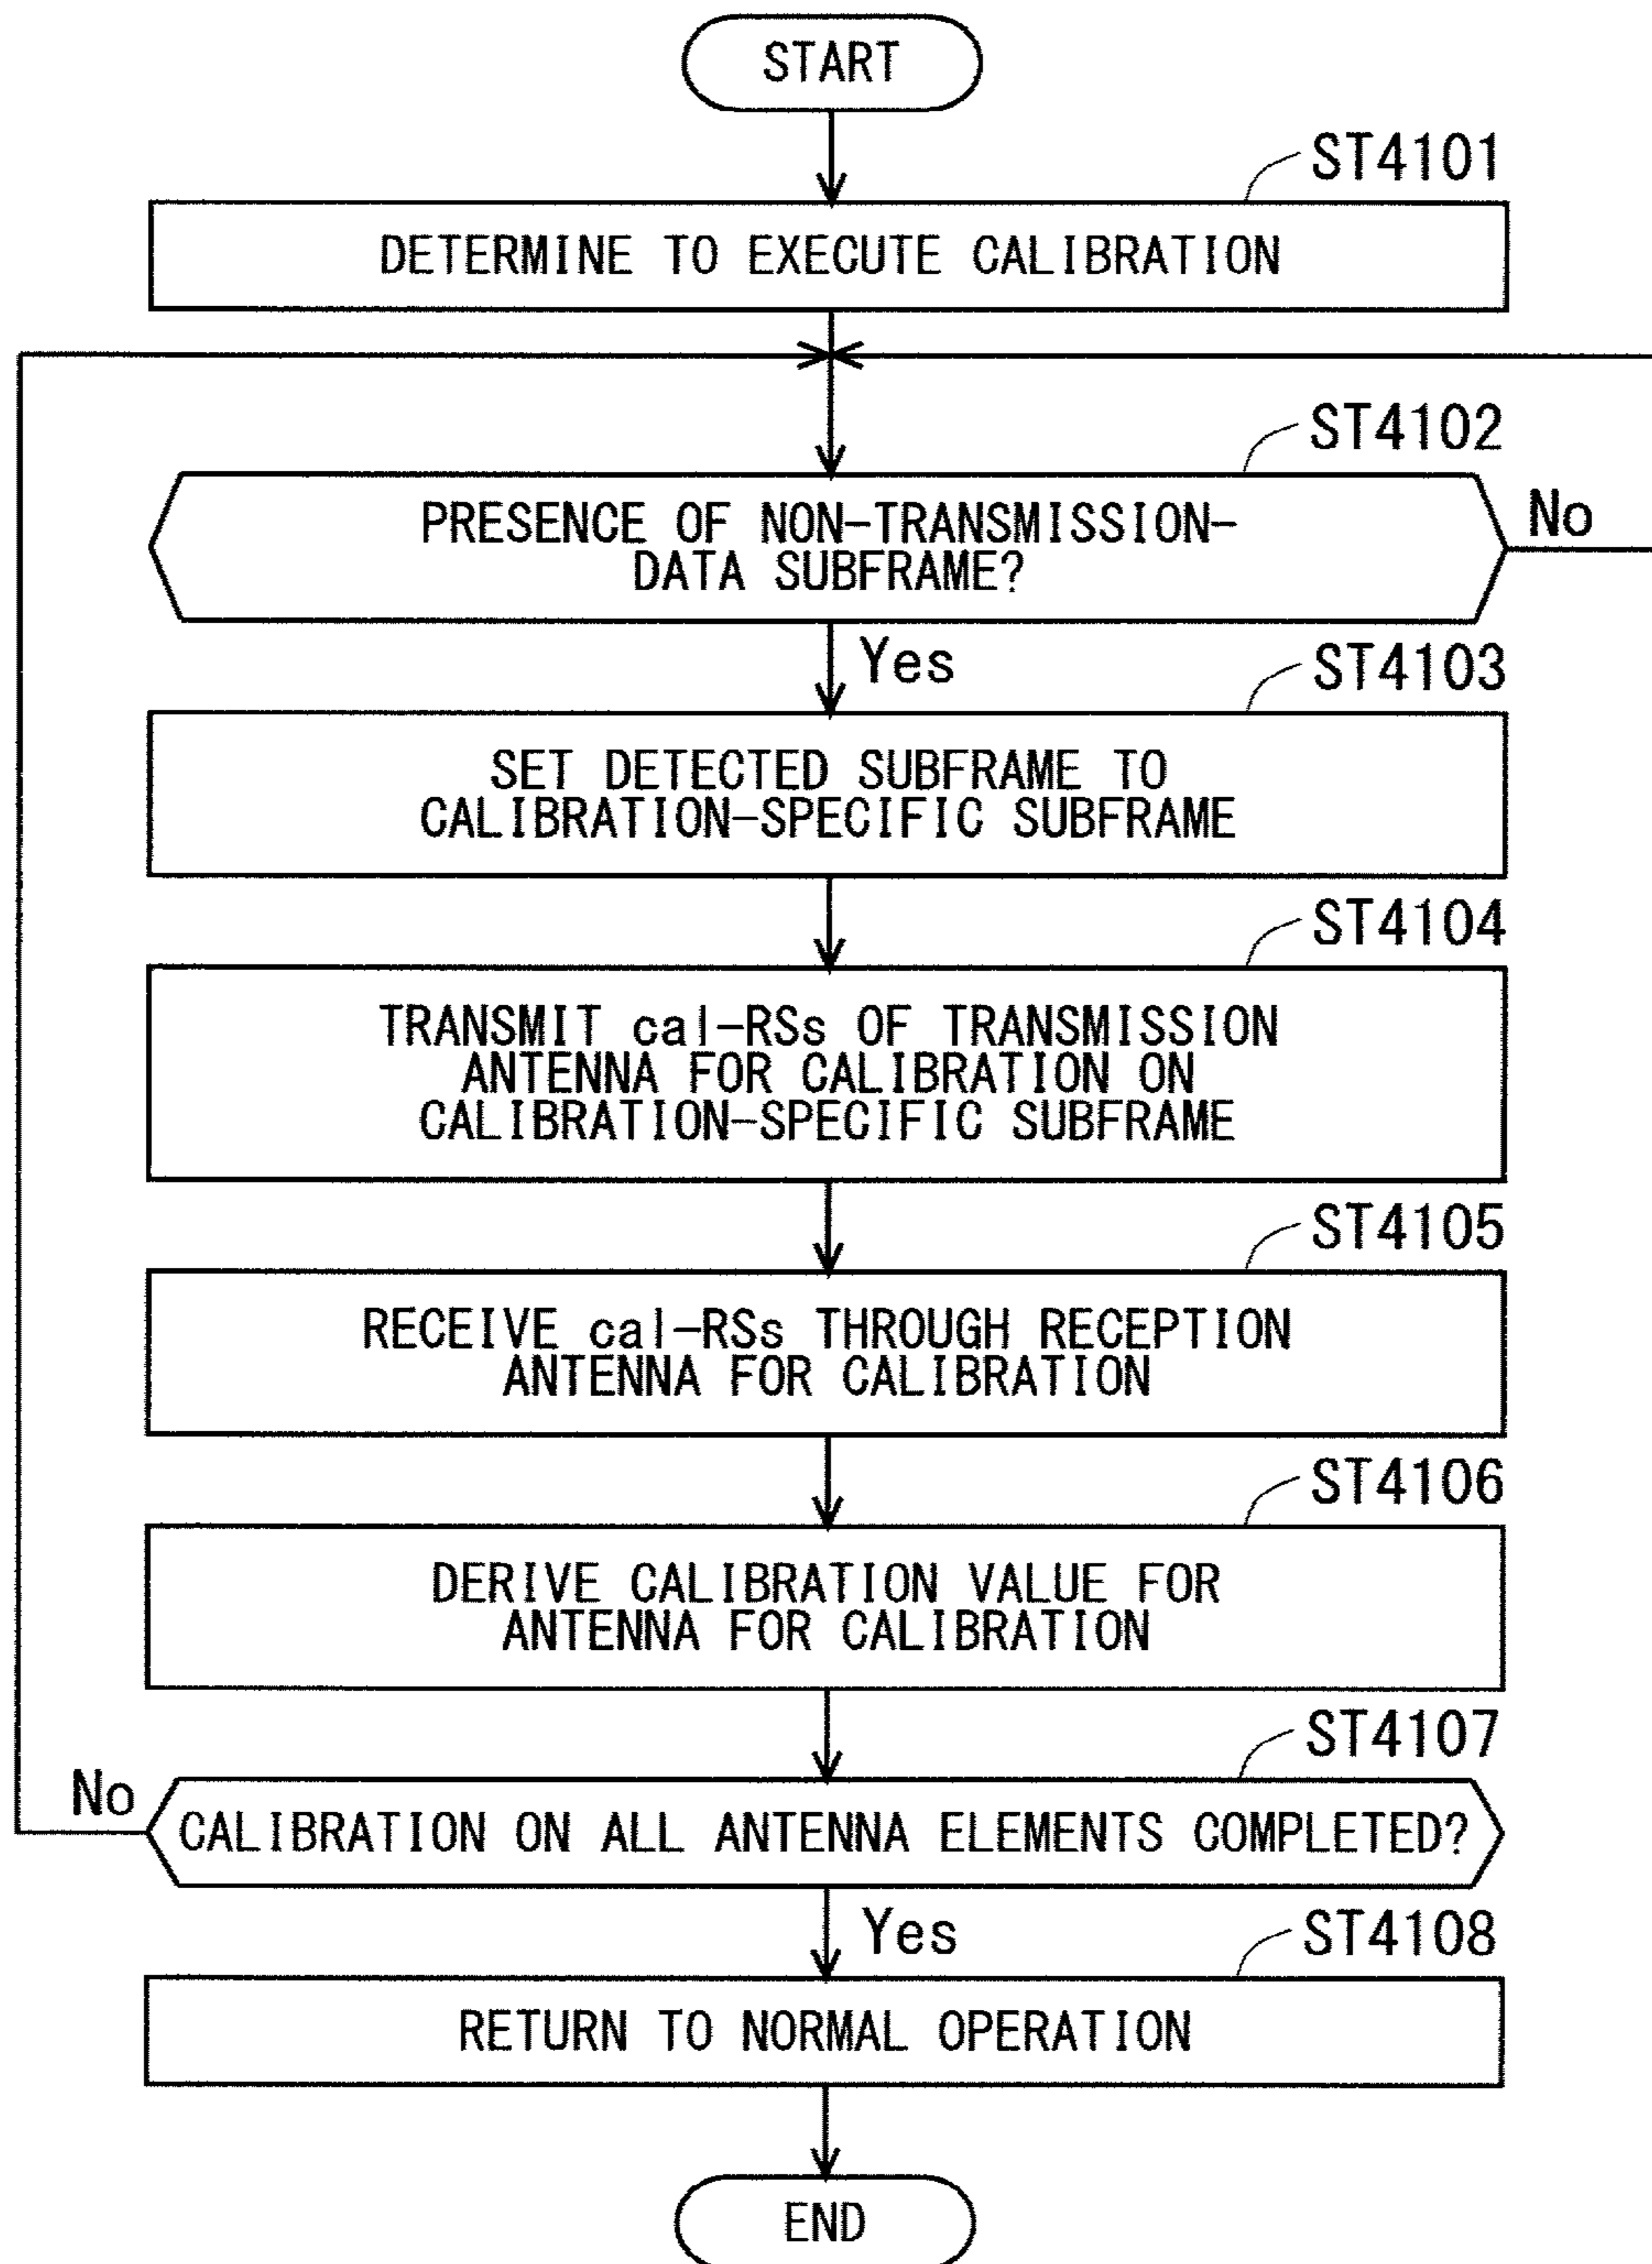 START
ST4101
DETERMINE TO EXECUTE CALIBRATION
ST4102
PRESENCE OF NON-TRANSMISSION-
DATA SUBFRAME?
No
Yes
ST4103
SET DETECTED SUBFRAME TO
CALIBRATION-SPECIFIC SUBFRAME
ST4104
TRANSMIT cal-RSs OF TRANSMISSION
ANTENNA FOR CALIBRATION ON
CALIBRATION-SPECIFIC SUBFRAME
ST4105
RECEIVE cal-RSs THROUGH RECEPTION
ANTENNA FOR CALIBRATION
ST4106
DERIVE CALIBRATION VALUE FOR
ANTENNA FOR CALIBRATION
ST4107
No
CALIBRATION ON ALL ANTENNA ELEMENTS COMPLETED?
Yes
ST4108
RETURN TO NORMAL OPERATION
END